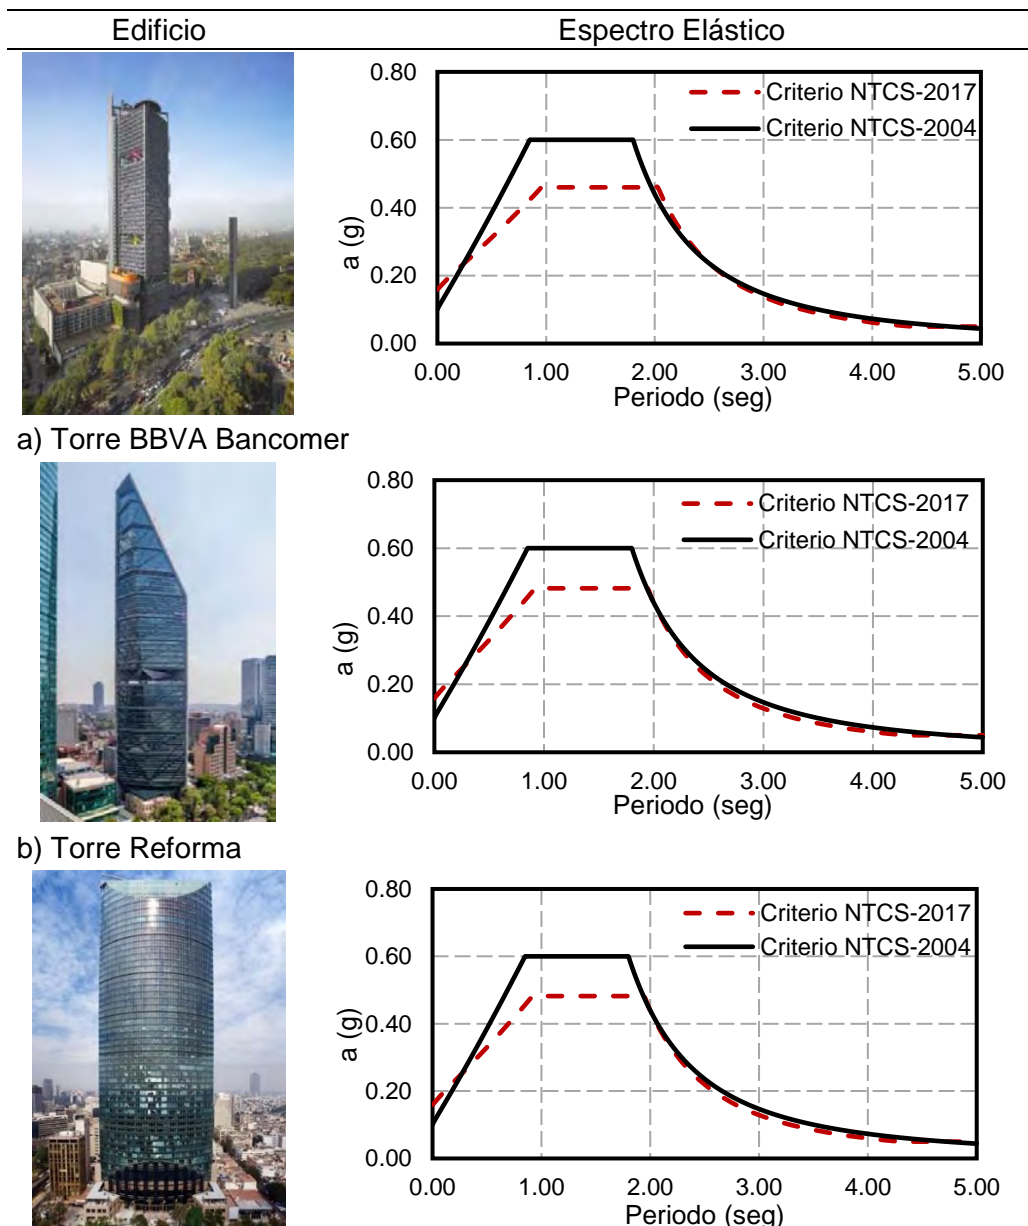 Edificio Espectro Elástico
0.80
Criterio NTCS-2017
Criterio NTCS-2004
0.60
0.40
0.20
0.00
a (g)
0.00 1.00 2.00 3.00 4.00 5.00
Periodo (seg)
a) Torre BBVA Bancomer
0.80
Criterio NTCS-2017
Criterio NTCS-2004
0.60
0.40
0.20
0.00
a (g)
0.00 1.00 2.00 3.00 4.00 5.00
Periodo (seg)
b) Torre Reforma
0.80
Criterio NTCS-2017
Criterio NTCS-2004
0.60
0.40
0.20
0.00
a (g)
0.00 1.00 2.00 3.00 4.00 5.00
Periodo (seg)